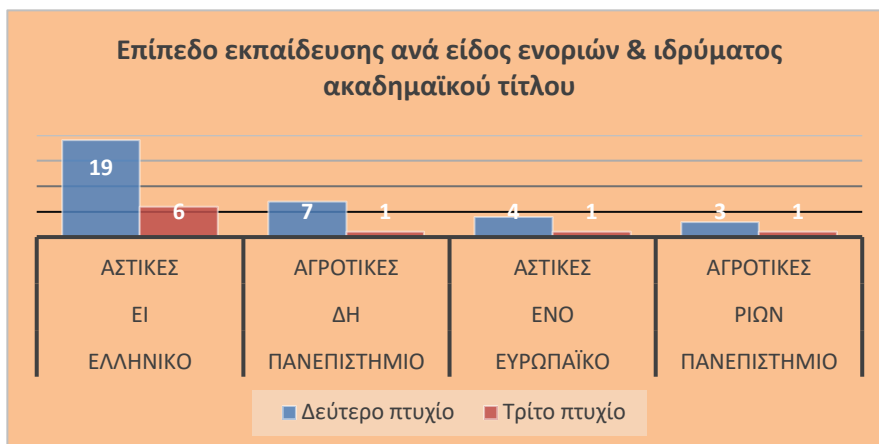 Επίπεδο εκπαίδευσης ανά είδος ενοριών & ιδρύματος
ακαδημαϊκού τίτλου
19 6 7 1 4 1 3 1
ΑΣΤΙΚΕΣ ΑΓΡΟΤΙΚΕΣ ΑΣΤΙΚΕΣ ΑΓΡΟΤΙΚΕΣ
ΕΙ ΔΗ ΕΝΟ ΡΙΩΝ
ΕΛΛΗΝΙΚΟ ΠΑΝΕΠΙΣΤΗΜΙΟ ΕΥΡΩΠΑΪΚΟ ΠΑΝΕΠΙΣΤΗΜΙΟ
Δεύτερο πτυχίο Τρίτο πτυχίο